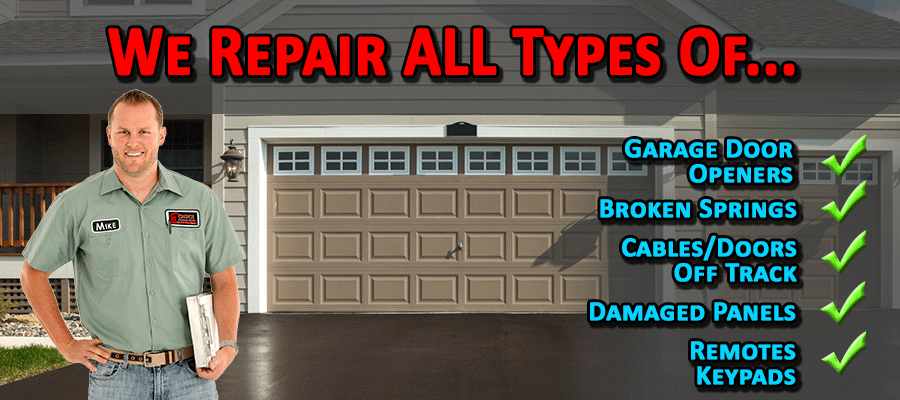 We Repair ALL Types Of...
Garage Door
Openers
Broken Springs
Cables/Doors
Off Track
Damaged Panels
Remotes
Keypads
Mike